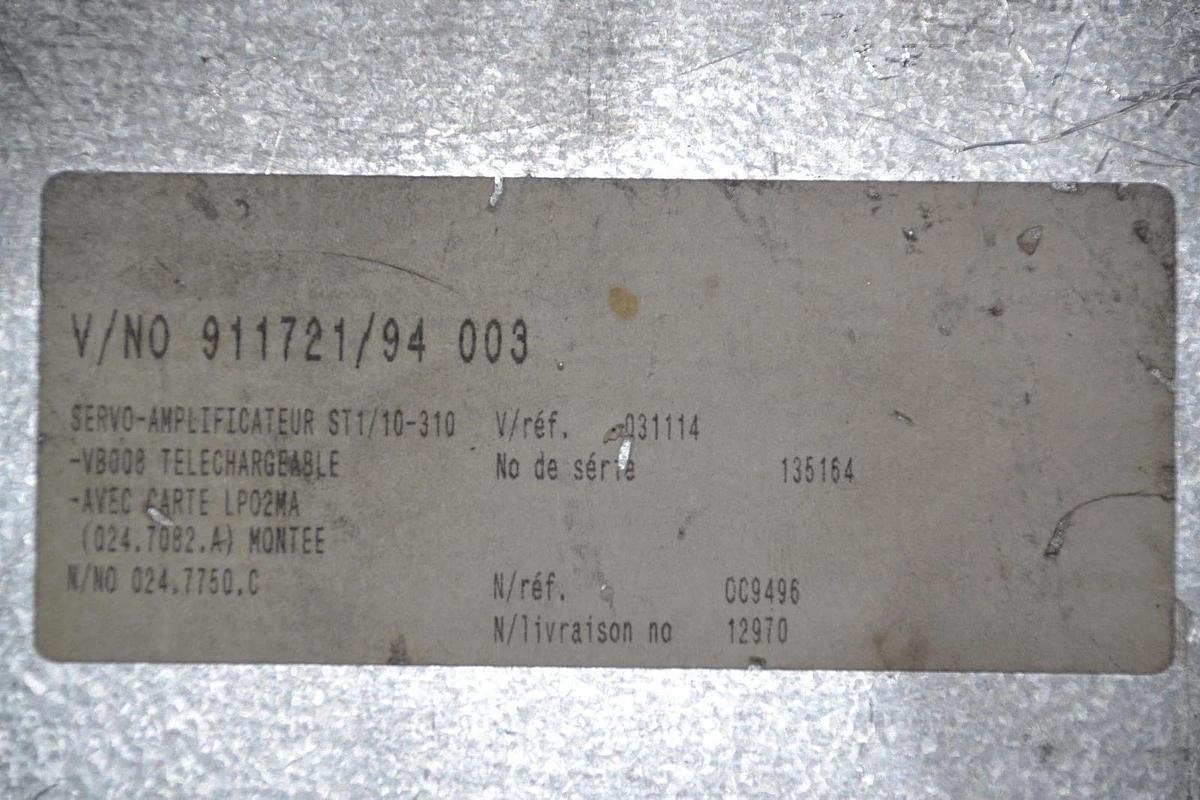 V/NO 911721/94 003
SERVO-AMPLIFICATEUR ST1/10-310
-VB008 TELECHARGEABLE
-AVEC CARTE LP02MA
(024.7082.A) MONTEE
N/NO 024.7750.C
V/réf. 031114
No de série 135164
N/réf. OC9496
N/livraison no 12970